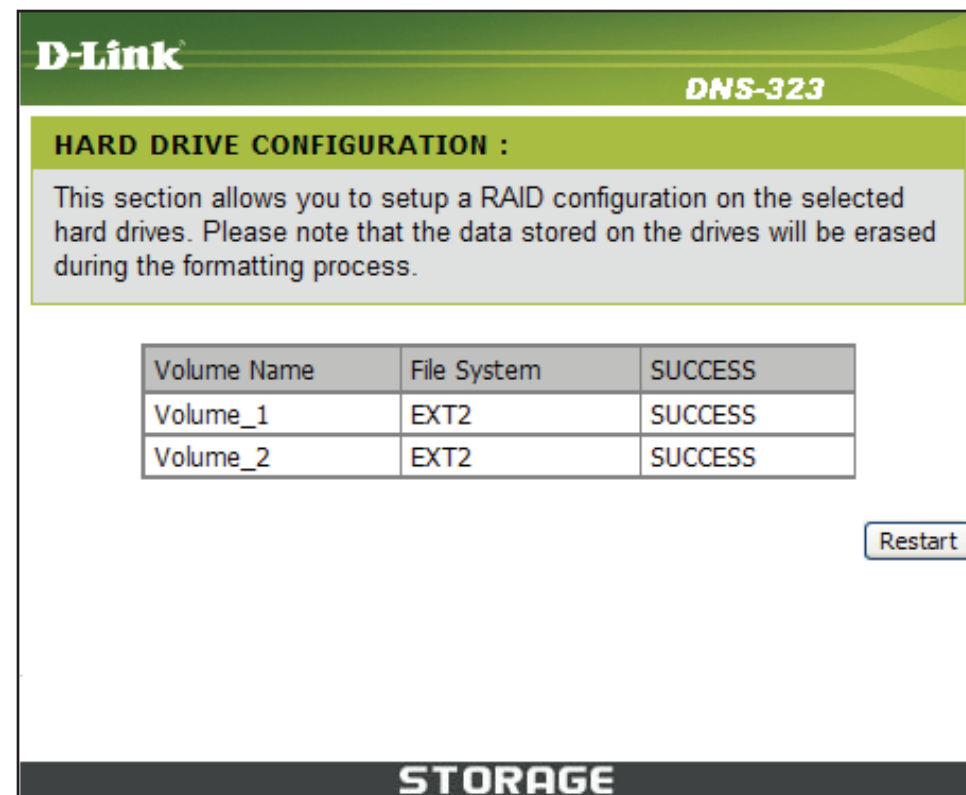 D-Link
DNS-323
HARD DRIVE CONFIGURATION :
This section allows you to setup a RAID configuration on the selected
hard drives. Please note that the data stored on the drives will be erased
during the formatting process.
Volume Name File System SUCCESS
Volume_1 EXT2 SUCCESS
Volume_2 EXT2 SUCCESS
Restart
STORAGE